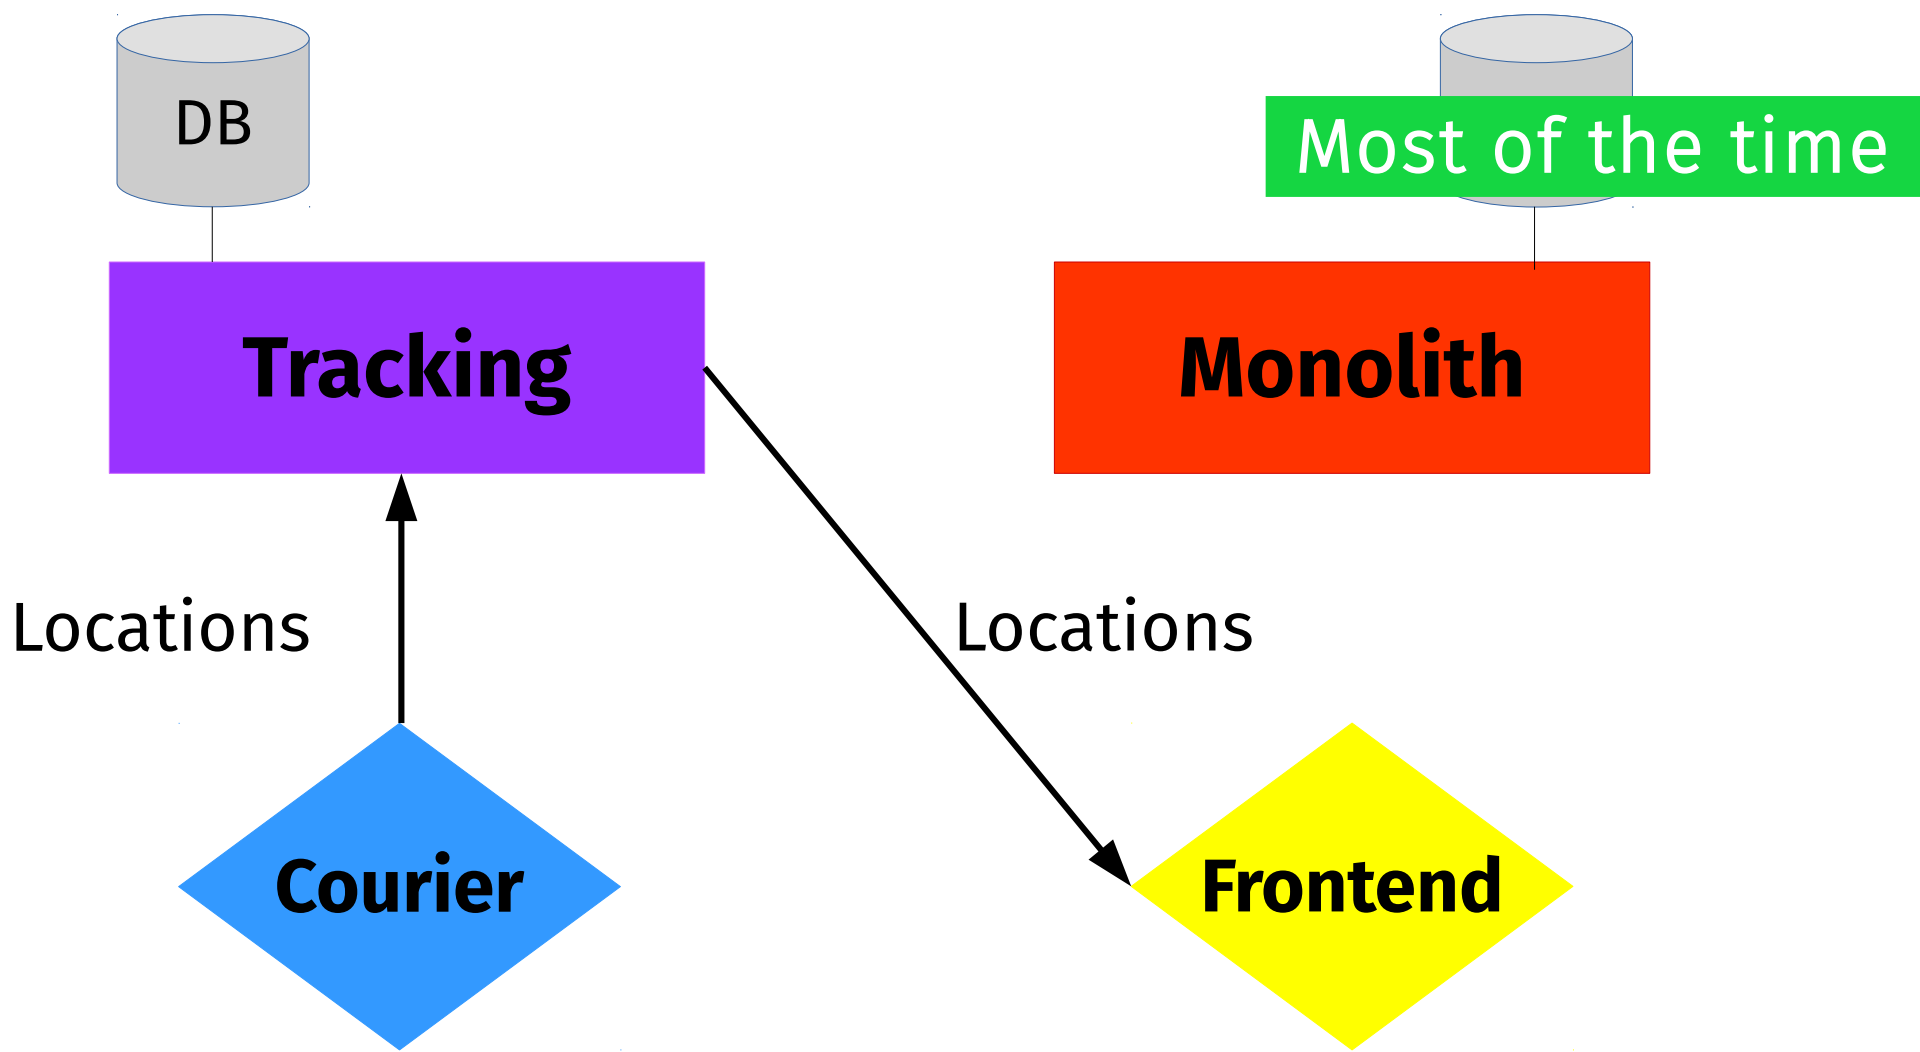 DB
Most of the time
Tracking
Monolith
Locations
Locations
Courier
Frontend